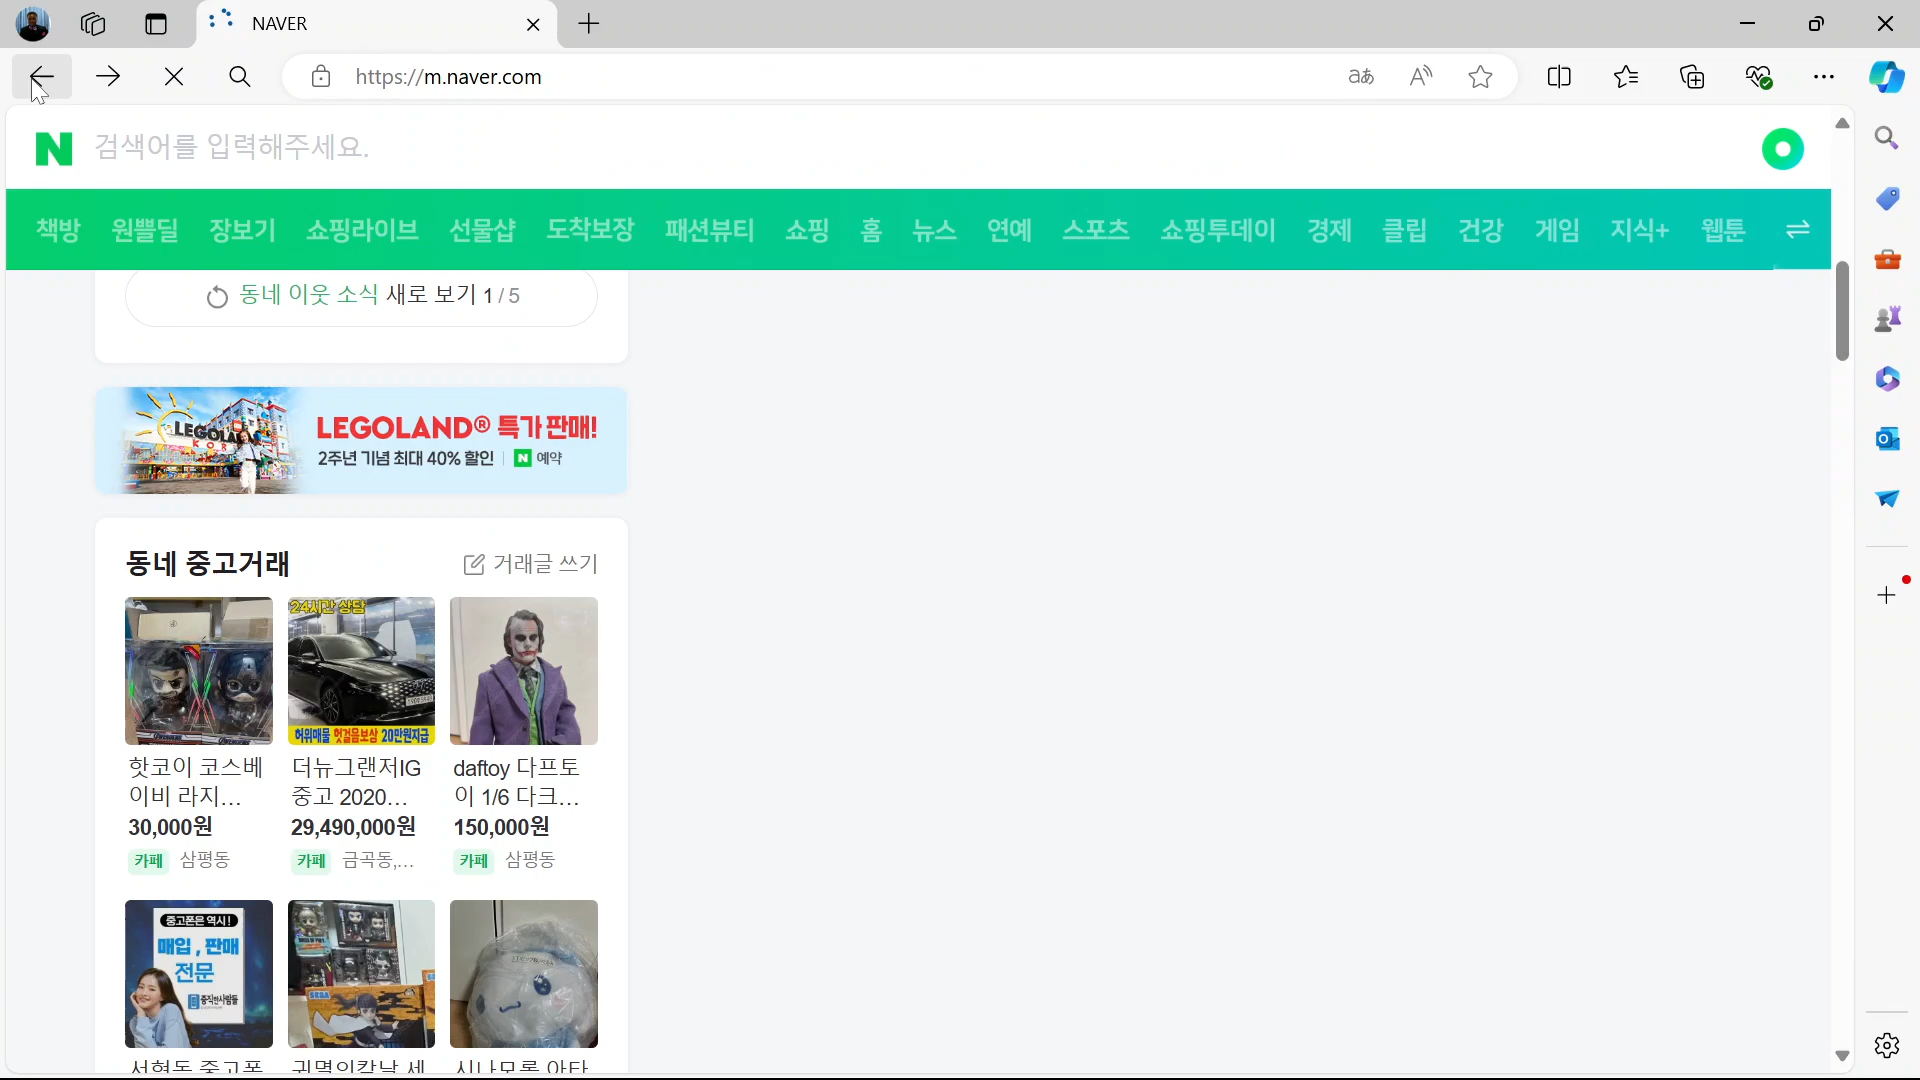 NAVER
https://m.naver.com
aあ
N 검색어를 입력해주세요.
책방 원쁠딜 장보기 쇼핑라이브 선물샵 도착보장 패션뷰티 쇼핑 홈 뉴스 연예 스포츠 쇼핑투데이 경제 클립 건강 게임 지식+ 웹툰
동네 이웃 소식 새로 보기 1/5
LEGOLAND
KOR
LEGOLAND® 특가 판매!
2주년 기념 최대 40% 할인 | N 예약
동네 중고거래 거래글 쓰기
24시간 상담
허위매물 헛걸음보상 20만원지급
핫코이 코스베
이비 라지...
30,000원
카페 삼평동
더뉴그랜저IG
중고 2020...
29,490,000원
카페 금곡동,...
daftoy 다프토
이 1/6 다크...
150,000원
카페 삼평동
중고폰은 역시!
매입, 판매
전문
중직한사람들
SEGA
서현동 중고폰
귀멸의칼날 세
시나모롤 아타